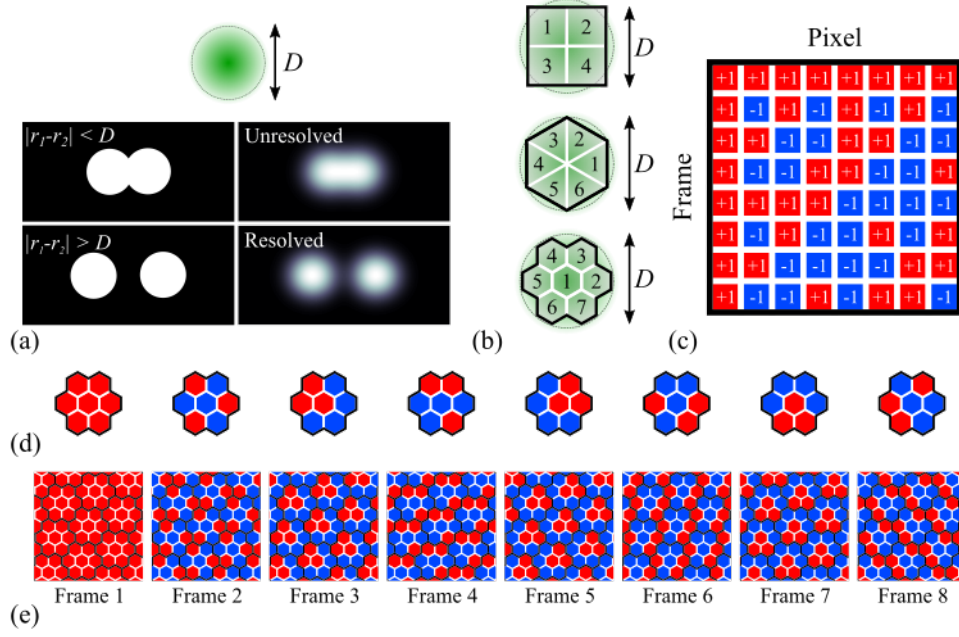 D
|r₁-r₂| < D
Unresolved
|r₁-r₂| > D
Resolved
(a)
1 2
3 4
D
3 2
4 1
5 6
D
4 3
5 1 2
6 7
D
(b)
Pixel
Frame
+1 +1 +1 +1 +1 +1 +1 +1
+1 -1 +1 -1 +1 -1 +1 -1
+1 +1 -1 -1 +1 +1 -1 -1
+1 -1 -1 +1 +1 -1 -1 +1
+1 +1 +1 +1 -1 -1 -1 -1
+1 -1 +1 -1 -1 +1 -1 +1
+1 +1 -1 -1 -1 -1 +1 +1
+1 -1 -1 +1 -1 +1 +1 -1
(c)
(d)
Frame 1 Frame 2 Frame 3 Frame 4 Frame 5 Frame 6 Frame 7 Frame 8
(e)